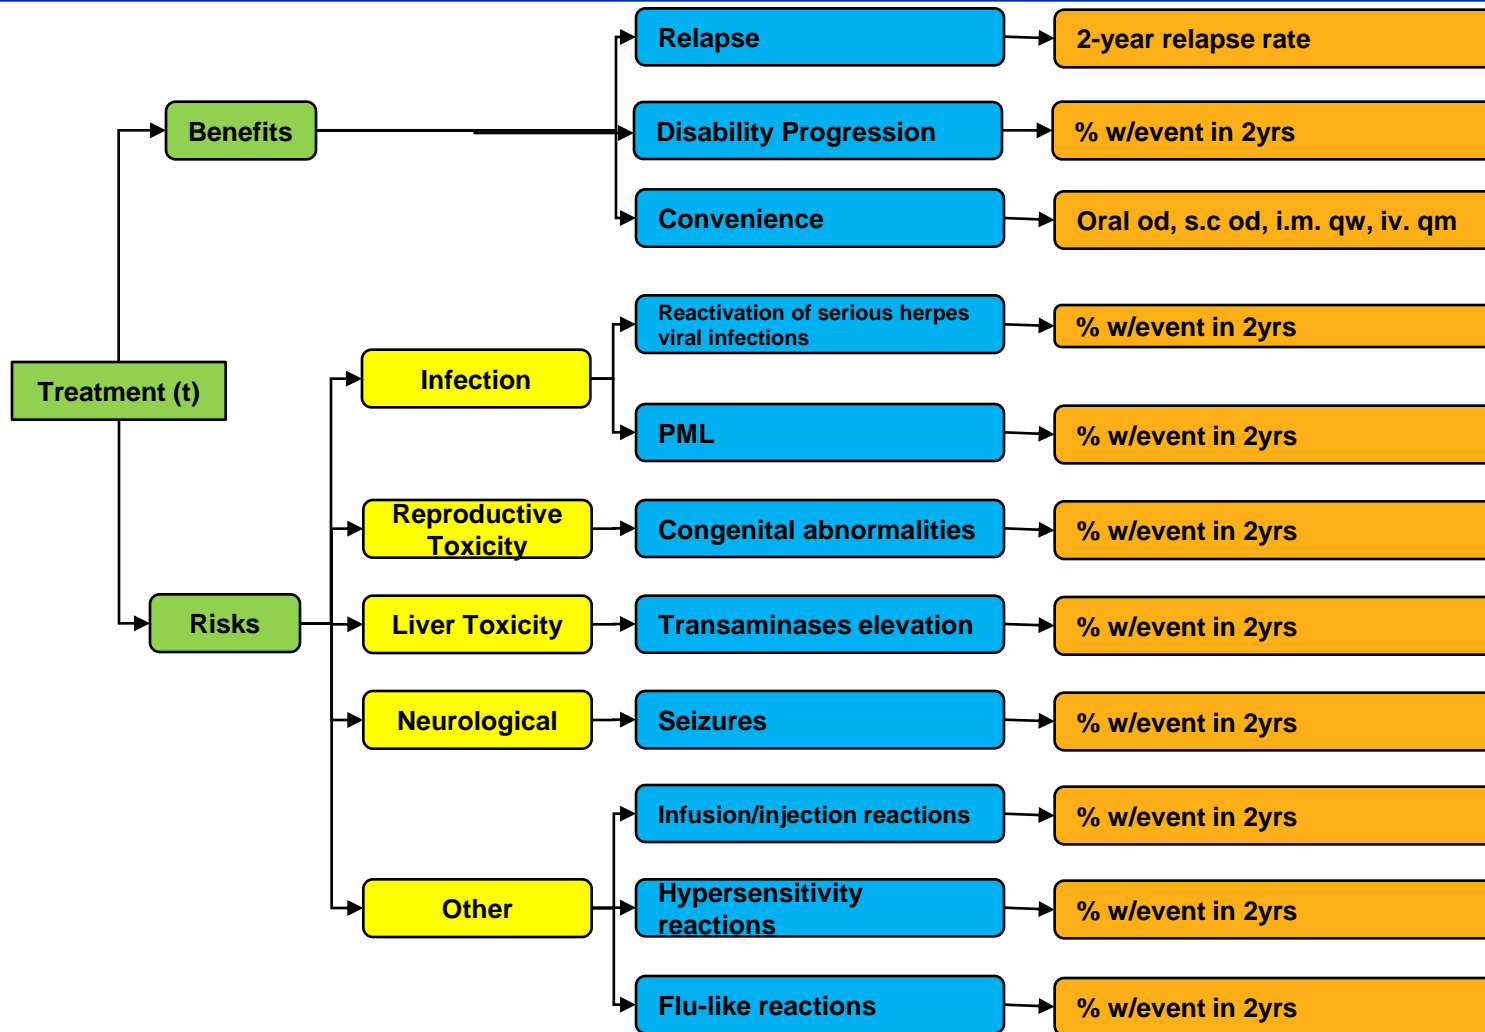 Relapse
2-year relapse rate
Benefits
Disability Progression
% w/event in 2yrs
Convenience
Oral od, s.c od, i.m. qw, iv. qm
Reactivation of serious herpes
viral infections
% w/event in 2yrs
Infection
Treatment (t)
PML
% w/event in 2yrs
Reproductive
Toxicity
Congenital abnormalities
% w/event in 2yrs
Risks
Liver Toxicity
Transaminases elevation
% w/event in 2yrs
Neurological
Seizures
% w/event in 2yrs
Infusion/injection reactions
% w/event in 2yrs
Other
Hypersensitivity
reactions
% w/event in 2yrs
Flu-like reactions
% w/event in 2yrs